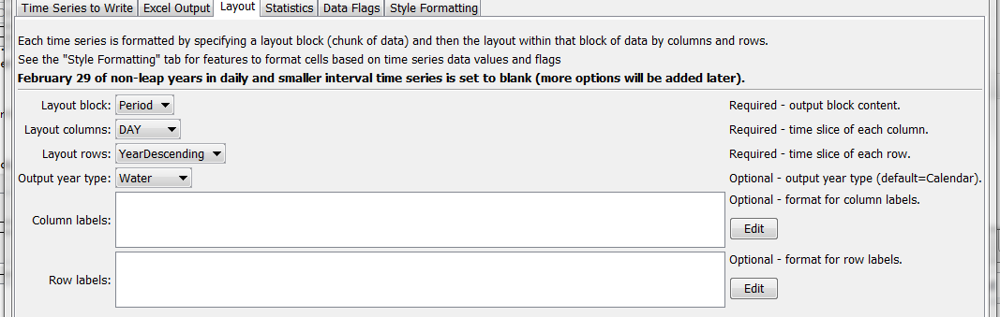 Time Series to Write Excel Output Layout Statistics Data Flags Style Formatting
Each time series is formatted by specifying a layout block (chunk of data) and then the layout within that block of data by columns and rows.
See the "Style Formatting" tab for features to format cells based on time series data values and flags
February 29 of non-leap years in daily and smaller interval time series is set to blank (more options will be added later).
Layout block: Period Required - output block content.
Layout columns: DAY Required - time slice of each column.
Layout rows: YearDescending Required - time slice of each row.
Output year type: Water Optional - output year type (default=Calendar).
Column labels: Optional - format for column labels.
Edit
Row labels: Optional - format for row labels.
Edit